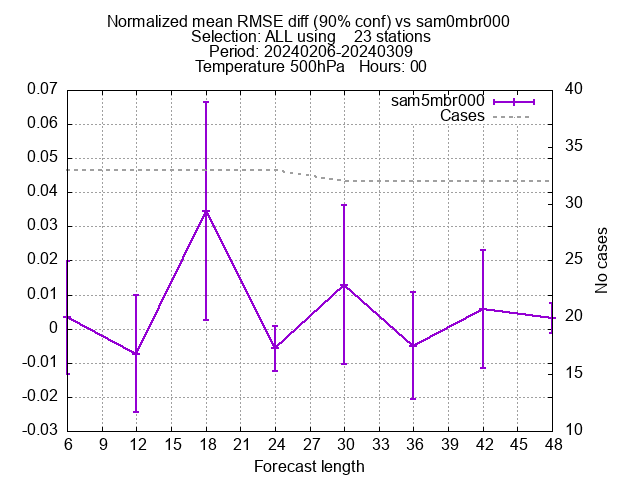 Normalized mean RMSE diff (90% conf) vs sam0mbr000
Selection: ALL using    23 stations
Period: 20240206-20240309
Temperature 500hPa   Hours: 00
sam5mbr000
Cases
0.07
0.06
0.05
0.04
0.03
0.02
0.01
0
-0.01
-0.02
-0.03
40
35
30
25
20
15
10
No cases
6 12 15 18 21 24 27 30 33 36 39 42 45 48
9
Forecast length